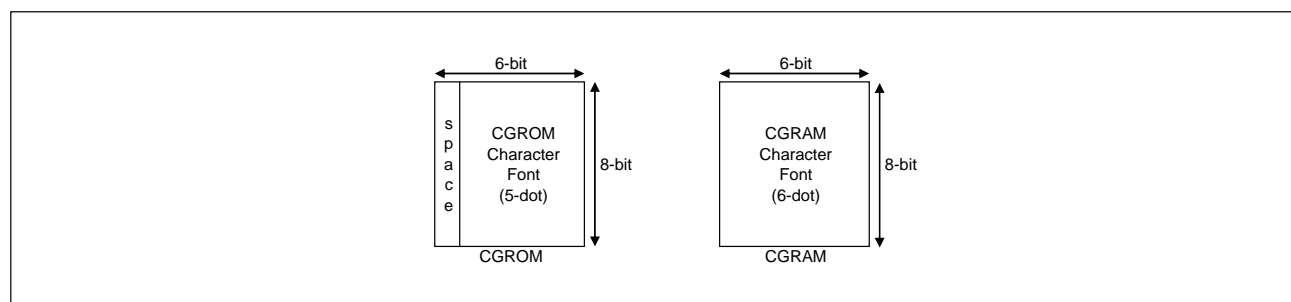 6-bit
space
CGROM
Character
Font
(5-dot)
8-bit
CGROM
6-bit
CGRAM
Character
Font
(6-dot)
8-bit
CGRAM